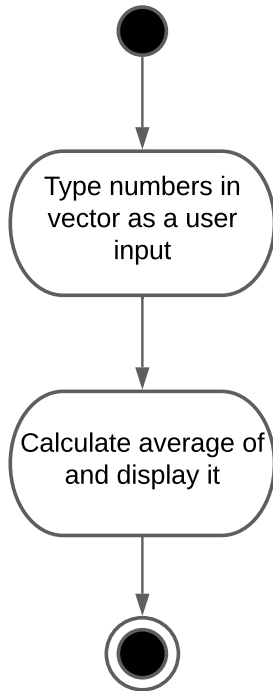 Type numbers in
vector as a user
input
Calculate average of
and display it